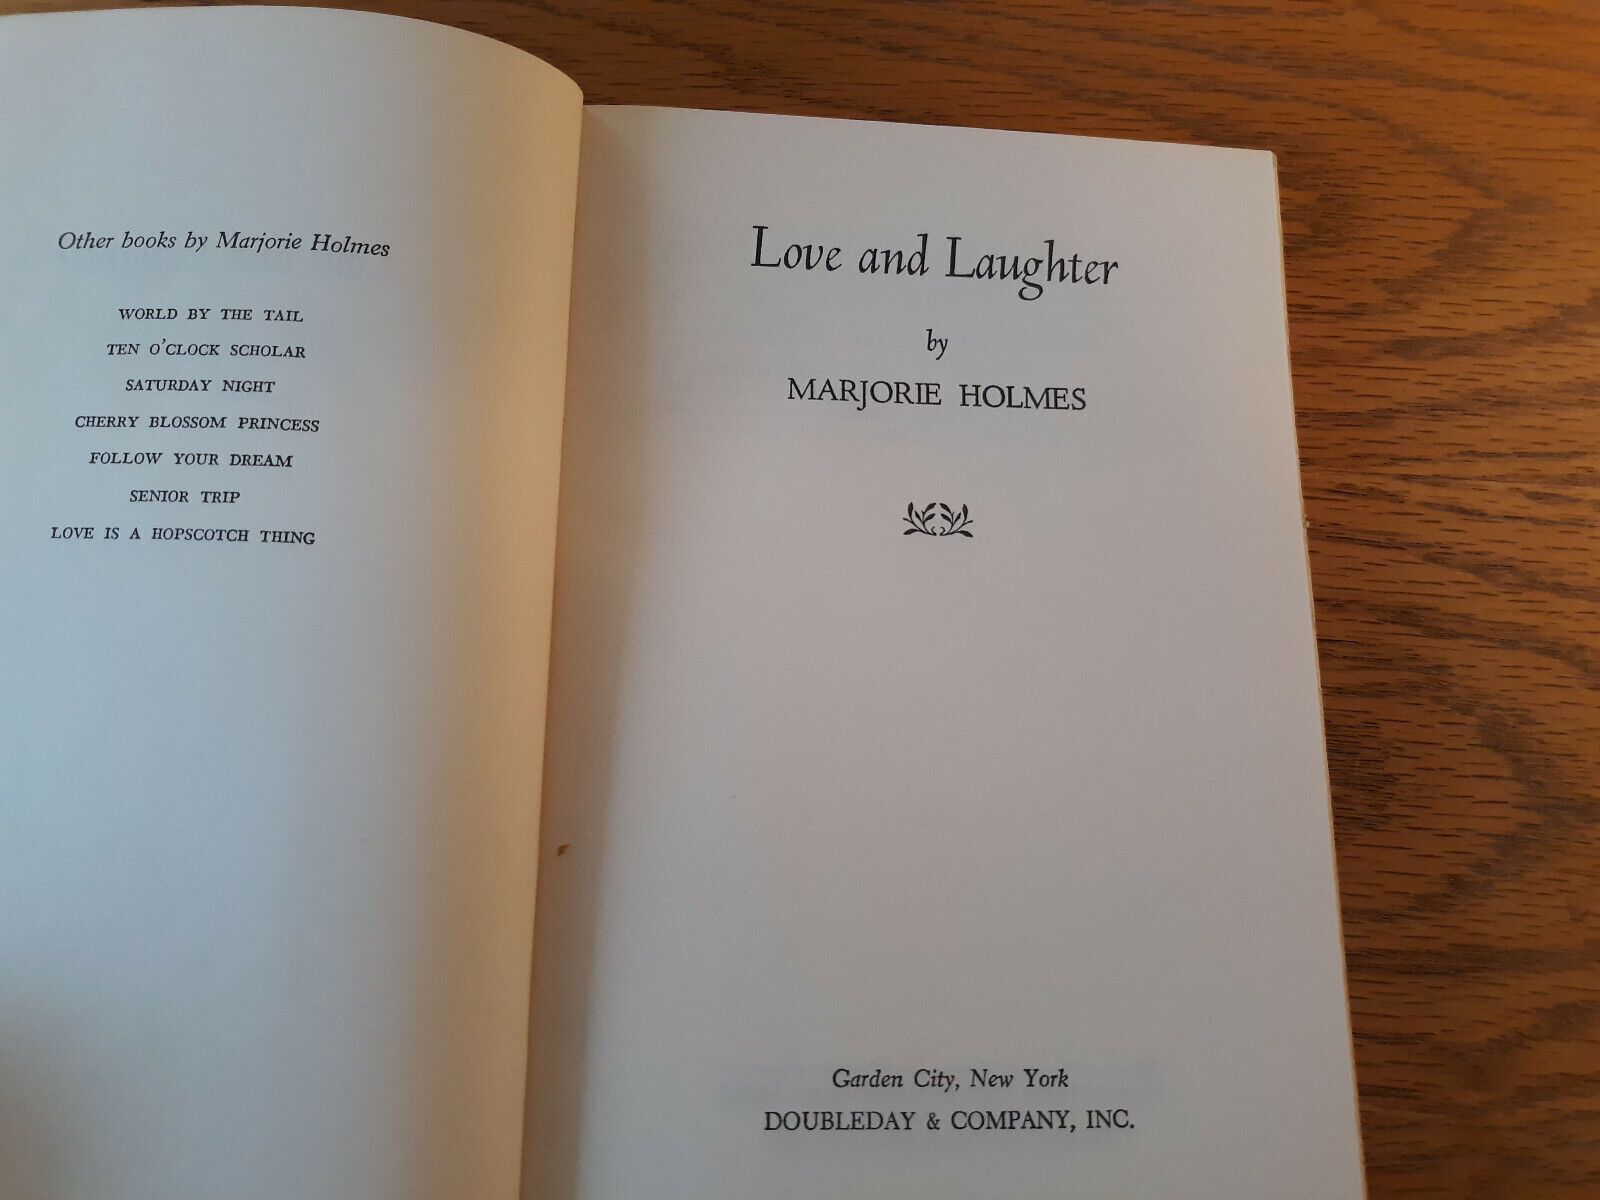 Other books by Marjorie Holmes
WORLD BY THE TAIL
TEN O'CLOCK SCHOLAR
SATURDAY NIGHT
CHERRY BLOSSOM PRINCESS
FOLLOW YOUR DREAM
SENIOR TRIP
LOVE IS A HOPSCOTCH THING
Love and Laughter
by
MARJORIE HOLMES
Garden City, New York
DOUBLEDAY & COMPANY, INC.